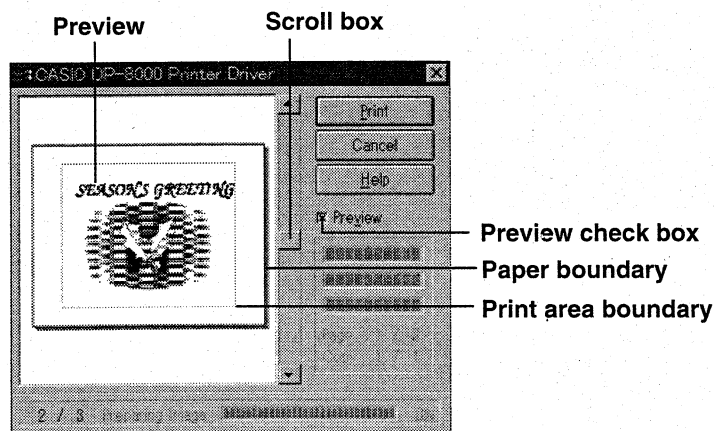 Preview
Scroll box
CASIO DP-8000 Printer Driver
Print
Cancel
Help
Preview
SEASON'S GREETING
Preview check box
Paper boundary
Print area boundary
2 / 3